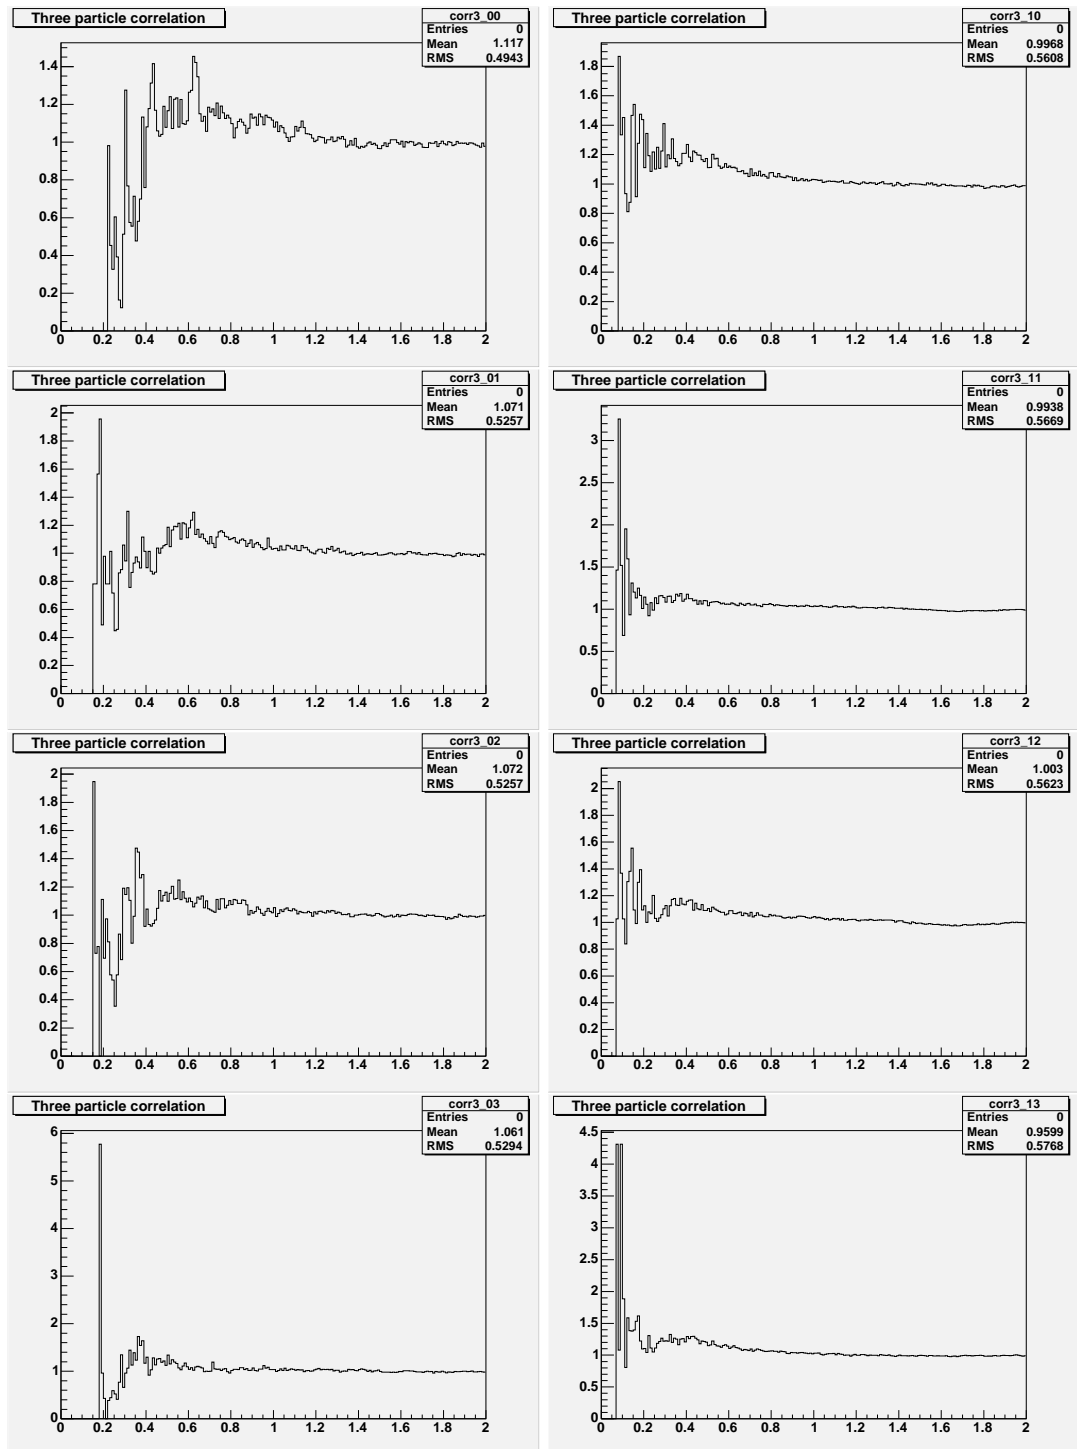 Three particle correlation
corr3_00
Entries 0
Mean 1.117
RMS 0.4943
1.4
1.2
1
0.8
0.6
0.4
0.2
0
0 0.2 0.4 0.6 0.8 1 1.2 1.4 1.6 1.8 2
Three particle correlation
corr3_10
Entries 0
Mean 0.9968
RMS 0.5608
1.8
1.6
1.4
1.2
1
0.8
0.6
0.4
0.2
0
0 0.2 0.4 0.6 0.8 1 1.2 1.4 1.6 1.8 2
Three particle correlation
corr3_01
Entries 0
Mean 1.071
RMS 0.5257
2
1.8
1.6
1.4
1.2
1
0.8
0.6
0.4
0.2
0
0 0.2 0.4 0.6 0.8 1 1.2 1.4 1.6 1.8 2
Three particle correlation
corr3_11
Entries 0
Mean 0.9938
RMS 0.5669
3
2.5
2
1.5
1
0.5
0
0 0.2 0.4 0.6 0.8 1 1.2 1.4 1.6 1.8 2
Three particle correlation
corr3_02
Entries 0
Mean 1.072
RMS 0.5257
2
1.8
1.6
1.4
1.2
1
0.8
0.6
0.4
0.2
0
0 0.2 0.4 0.6 0.8 1 1.2 1.4 1.6 1.8 2
Three particle correlation
corr3_12
Entries 0
Mean 1.003
RMS 0.5623
2
1.8
1.6
1.4
1.2
1
0.8
0.6
0.4
0.2
0
0 0.2 0.4 0.6 0.8 1 1.2 1.4 1.6 1.8 2
Three particle correlation
corr3_03
Entries 0
Mean 1.061
RMS 0.5294
6
5
4
3
2
1
0
0 0.2 0.4 0.6 0.8 1 1.2 1.4 1.6 1.8 2
Three particle correlation
corr3_13
Entries 0
Mean 0.9599
RMS 0.5768
4.5
4
3.5
3
2.5
2
1.5
1
0.5
0
0 0.2 0.4 0.6 0.8 1 1.2 1.4 1.6 1.8 2